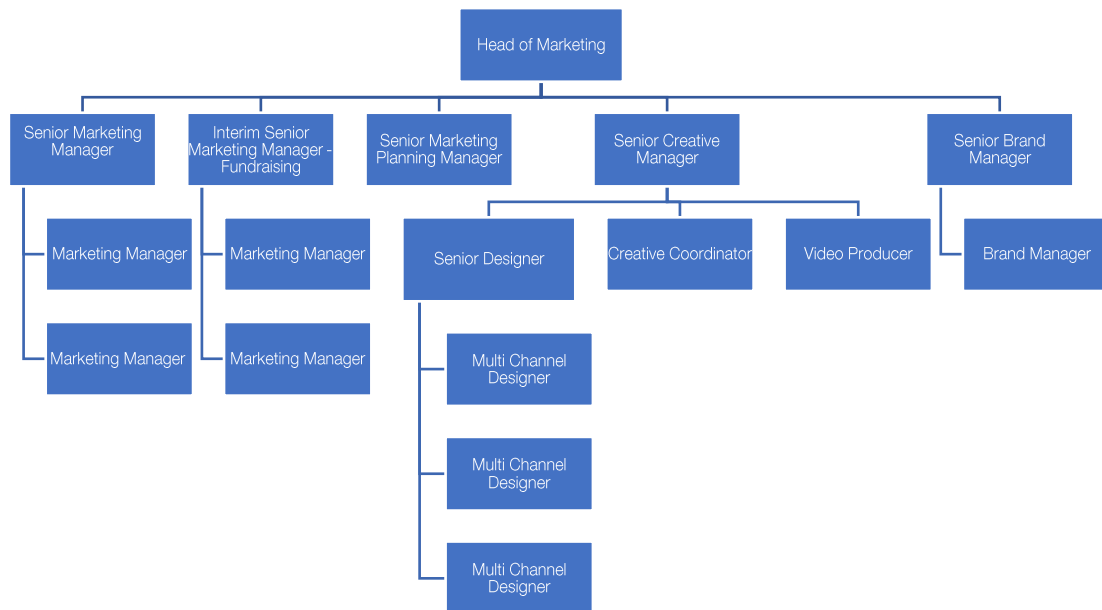 Head of Marketing
Senior Marketing
Manager
Interim Senior
Marketing Manager -
Fundraising
Senior Marketing
Planning Manager
Senior Creative
Manager
Senior Brand
Manager
Marketing Manager
Marketing Manager
Senior Designer
Creative Coordinator
Video Producer
Brand Manager
Marketing Manager
Marketing Manager
Multi Channel
Designer
Multi Channel
Designer
Multi Channel
Designer